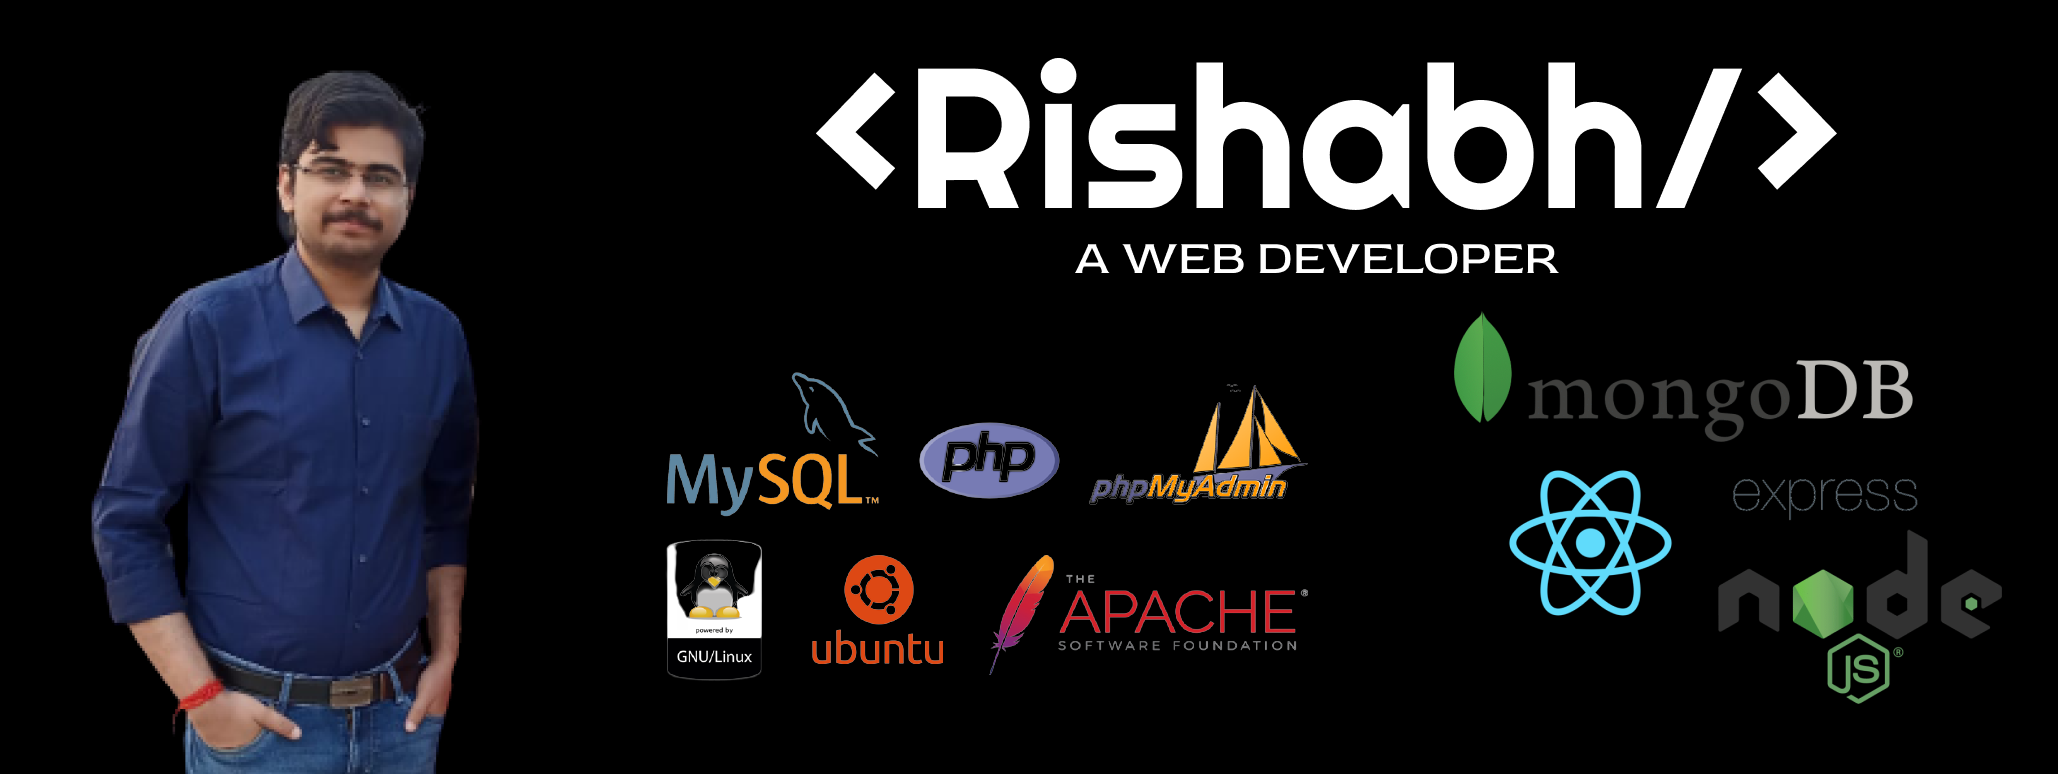 <Rishabh/>
A WEB DEVELOPER
mongoDB
MySQL™
php
phpMyAdmin
express
node
JS®
powered by
GNU/Linux
ubuntu
THE
APACHE®
SOFTWARE FOUNDATION